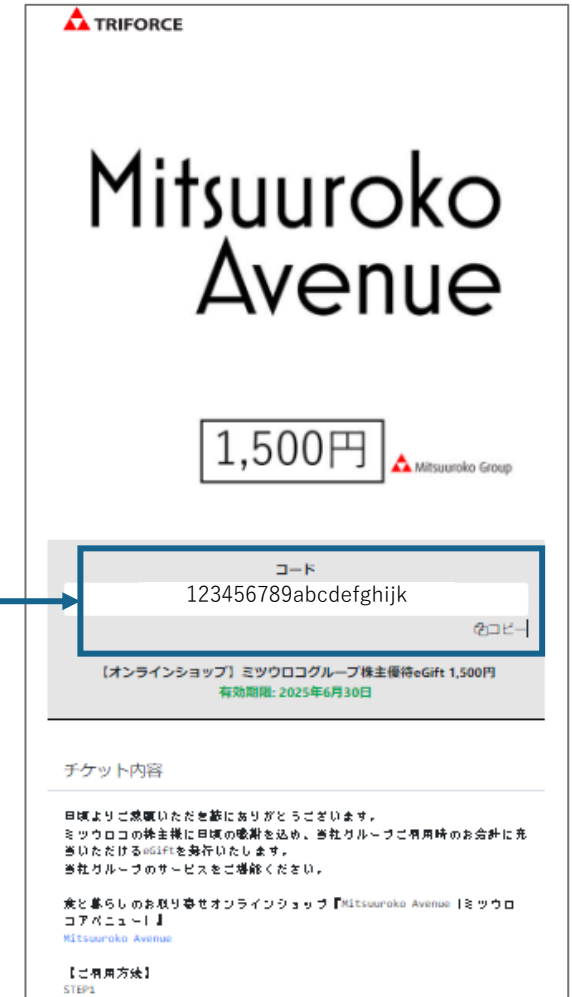 TRIFORCE
Mitsuuroko
Avenue
1,500円
Mitsuuroko Group
コード
123456789abcdefghijk
コピー
【オンラインショップ】ミツウロコグループ株主優待eGift 1,500円
有効期限: 2025年6月30日
チケット内容
日頃よりご愛顧いただき誠にありがとうございます。
ミツウロコの株主様に日頃の感謝を込め、当社グループご利用時のお会計に充
当いただけるeGiftを発行いたします。
当社グループのサービスをご堪能ください。
食と暮らしのお取り寄せオンラインショップ『Mitsuuroko Avenue |ミツウロ
コアベニュー|』
Mitsuuroko Avenue
【ご利用方法】
STEP1